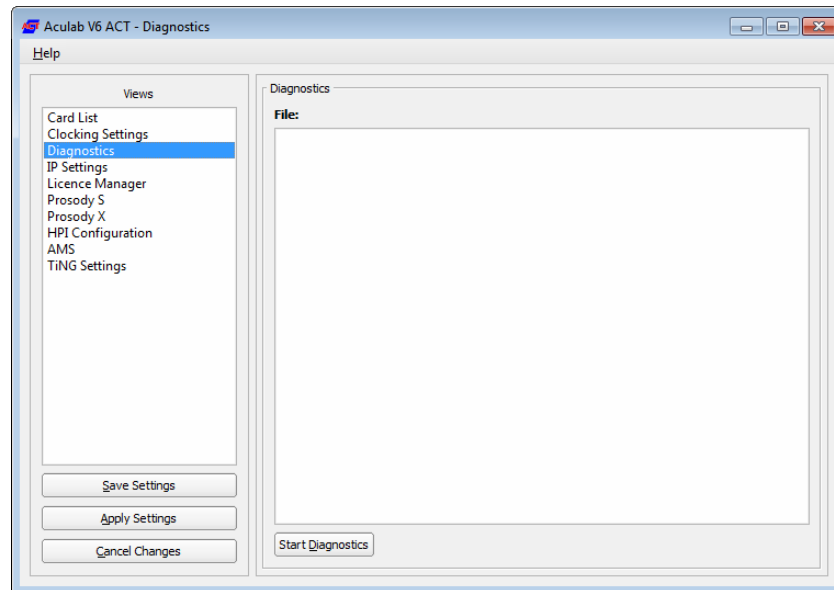 Aculab V6 ACT - Diagnostics
Help
Views
Card List
Clocking Settings
Diagnostics
IP Settings
Licence Manager
Prosody S
Prosody X
HPI Configuration
AMS
TiNG Settings
Save Settings
Apply Settings
Cancel Changes
Diagnostics
File:
Start Diagnostics